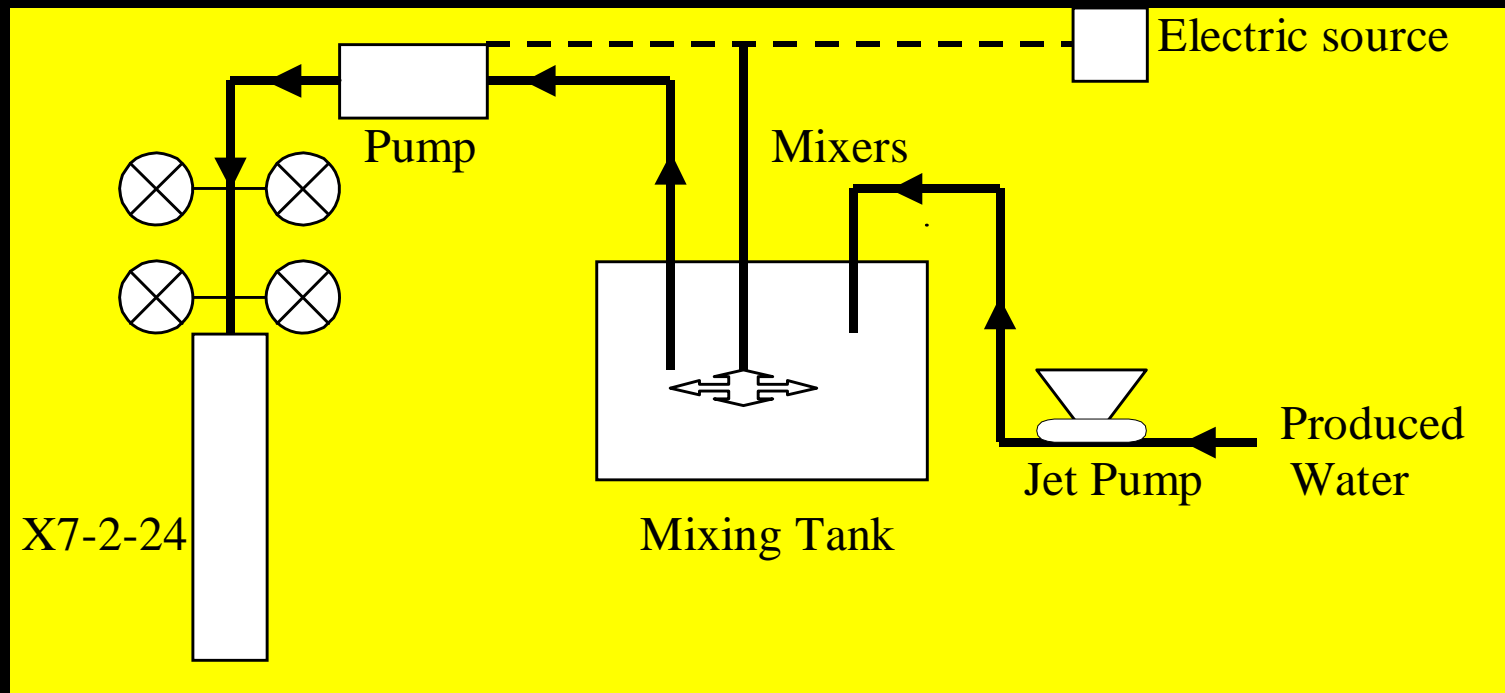 Electric source
Pump
Mixers
Produced
Water
Jet Pump
X7-2-24
Mixing Tank